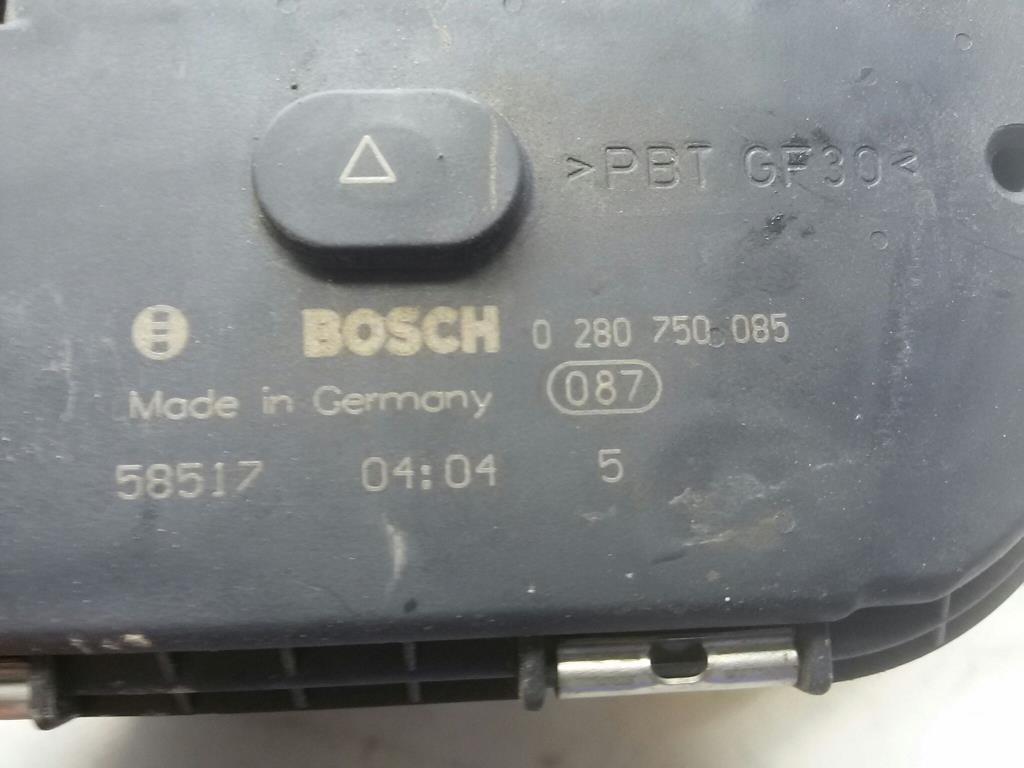 >PBT GF30<
BOSCH 0 280 750 085
Made in Germany 087
58517 04:04 5